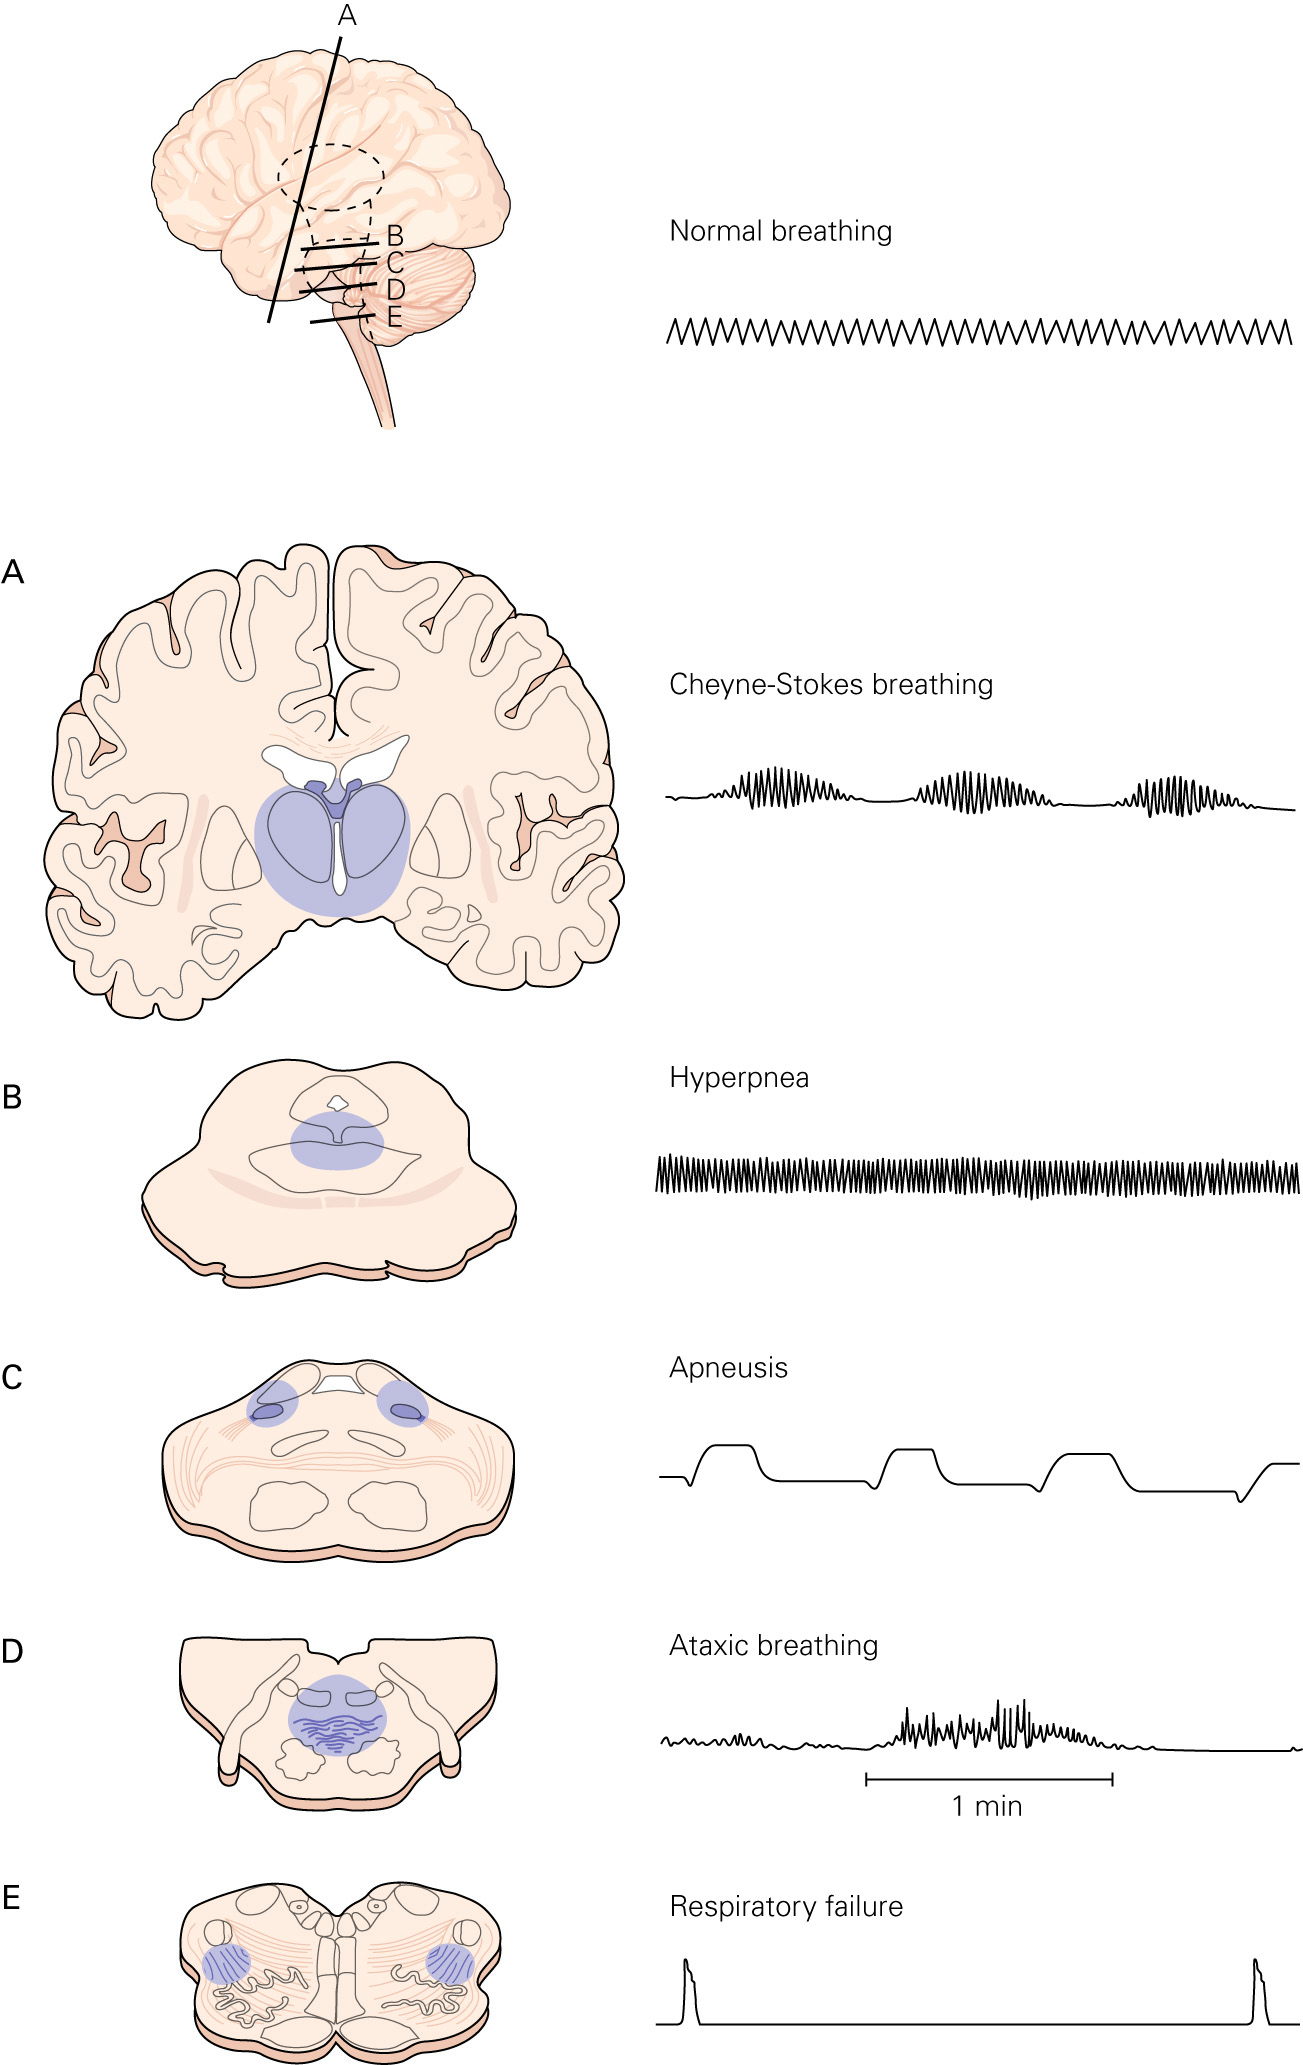 A
B
C
D
E
Normal breathing
A
Cheyne-Stokes breathing
B
Hyperpnea
C
Apneusis
D
Ataxic breathing
1 min
E
Respiratory failure